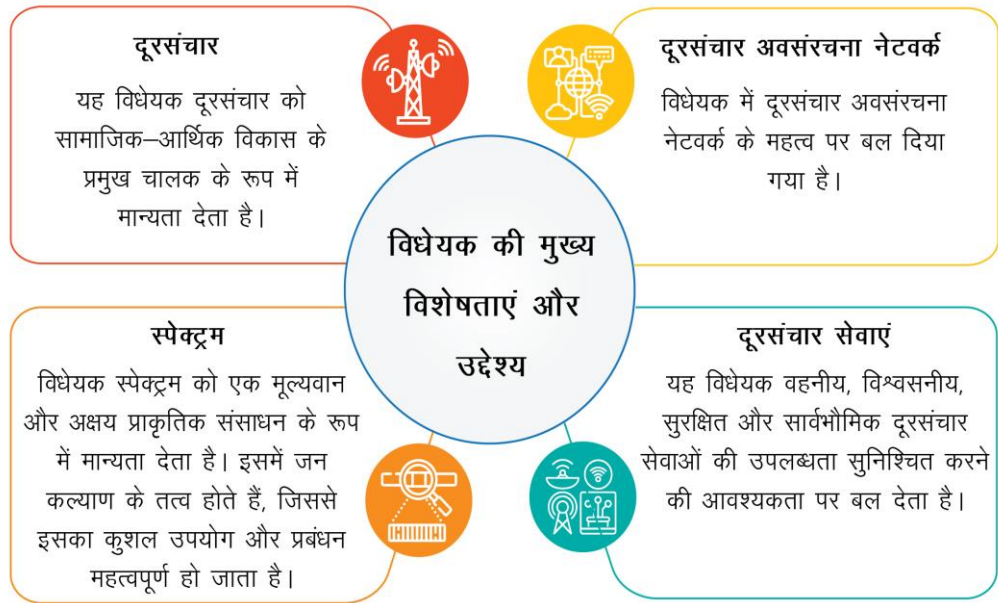 दूरसंचार
यह विधेयक दूरसंचार को
सामाजिक–आर्थिक विकास के
प्रमुख चालक के रूप में
मान्यता देता है।
दूरसंचार अवसंरचना नेटवर्क
विधेयक में दूरसंचार अवसंरचना
नेटवर्क के महत्व पर बल दिया
गया है।
विधेयक की मुख्य
विशेषताएं और
उद्देश्य
स्पेक्ट्रम
विधेयक स्पेक्ट्रम को एक मूल्यवान
और अक्षय प्राकृतिक संसाधन के रूप
में मान्यता देता है। इसमें जन
कल्याण के तत्व होते हैं, जिससे
इसका कुशल उपयोग और प्रबंधन
महत्वपूर्ण हो जाता है।
दूरसंचार सेवाएं
यह विधेयक वहनीय, विश्वसनीय,
सुरक्षित और सार्वभौमिक दूरसंचार
सेवाओं की उपलब्धता सुनिश्चित करने
की आवश्यकता पर बल देता है।